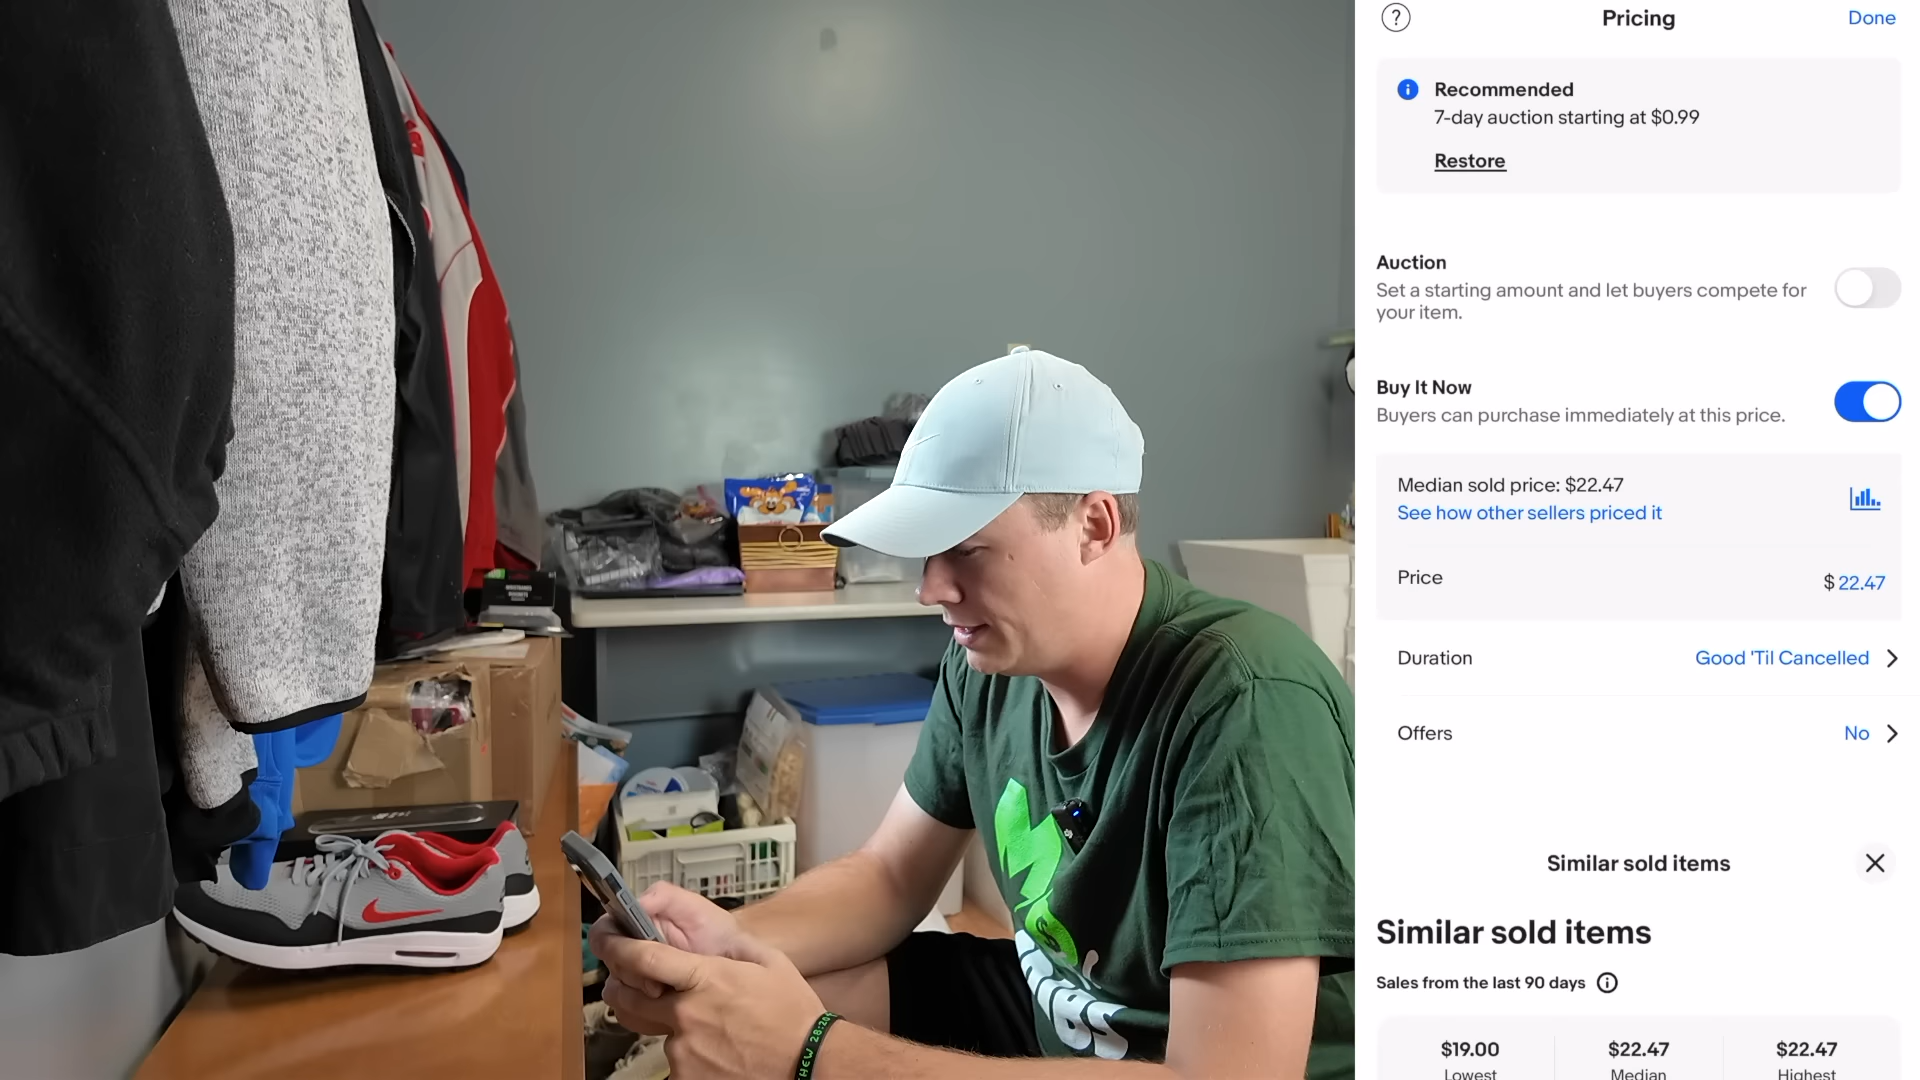 ?
Pricing
Done
Recommended
7-day auction starting at $0.99
Restore
Auction
Set a starting amount and let buyers compete for
your item.
Buy It Now
Buyers can purchase immediately at this price.
Median sold price: $22.47
See how other sellers priced it
Price
$ 22.47
Duration
Good 'Til Cancelled
Offers
No
Similar sold items
Similar sold items
Sales from the last 90 days
$19.00
$22.47
$22.47
Lowest
Median
Highest